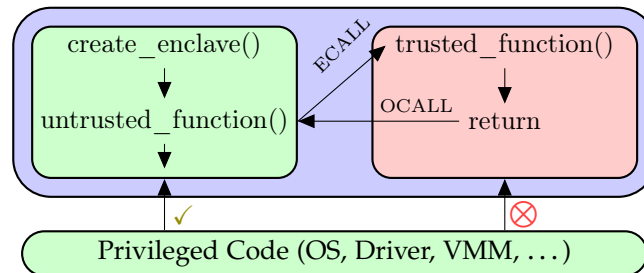 create_enclave()
untrusted_function()
ECALL
trusted_function()
OCALL
return
✓
⊗
Privileged Code (OS, Driver, VMM, …)